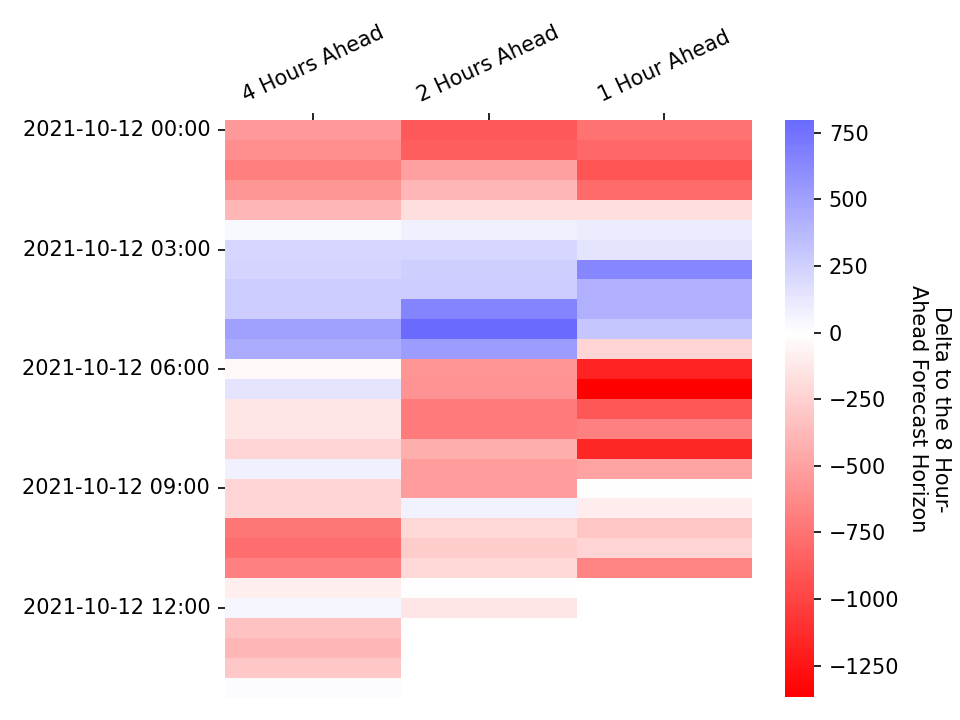 4 Hours Ahead
2 Hours Ahead
1 Hour Ahead
2021-10-12 00:00
2021-10-12 03:00
2021-10-12 06:00
2021-10-12 09:00
2021-10-12 12:00
750
500
250
0
−250
−500
−750
−1000
−1250
Delta to the 8 Hour-
Ahead Forecast Horizon